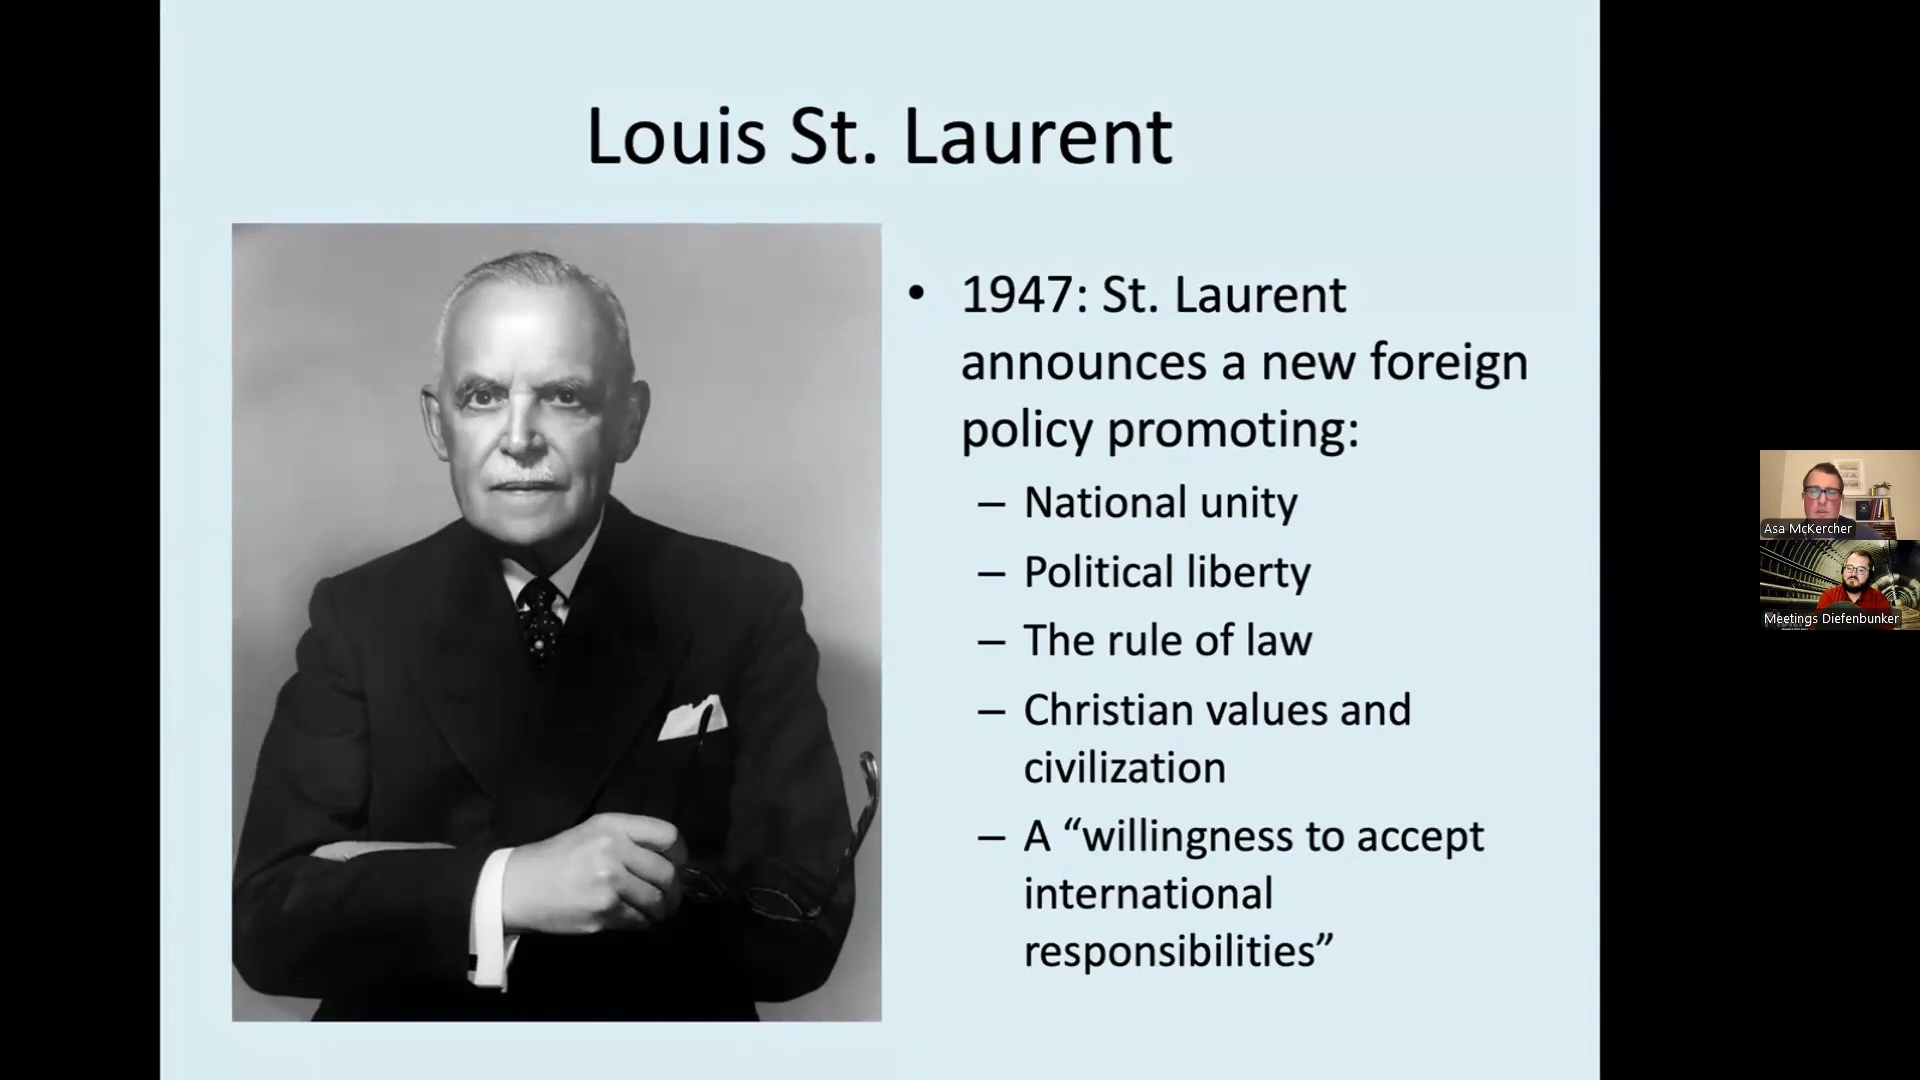 Louis St. Laurent
• 1947: St. Laurent
announces a new foreign
policy promoting:
– National unity
– Political liberty
– The rule of law
– Christian values and
civilization
– A “willingness to accept
international
responsibilities”
Asa McKercher
Meetings Diefenbunker